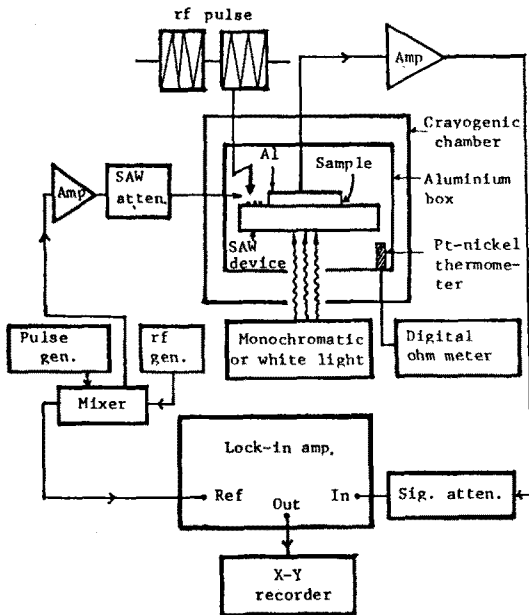 rf pulse
Amp
Crayogenic
chamber
Al
Sample
Aluminium
box
Amp
SAW
atten.
SAW
device
Pt-nickel
thermome-
ter
Pulse
gen.
rf
gen.
Monochromatic
or white light
Digital
ohm meter
Mixer
Lock-in amp.
Ref
In
Out
Sig. atten.
X-Y
recorder